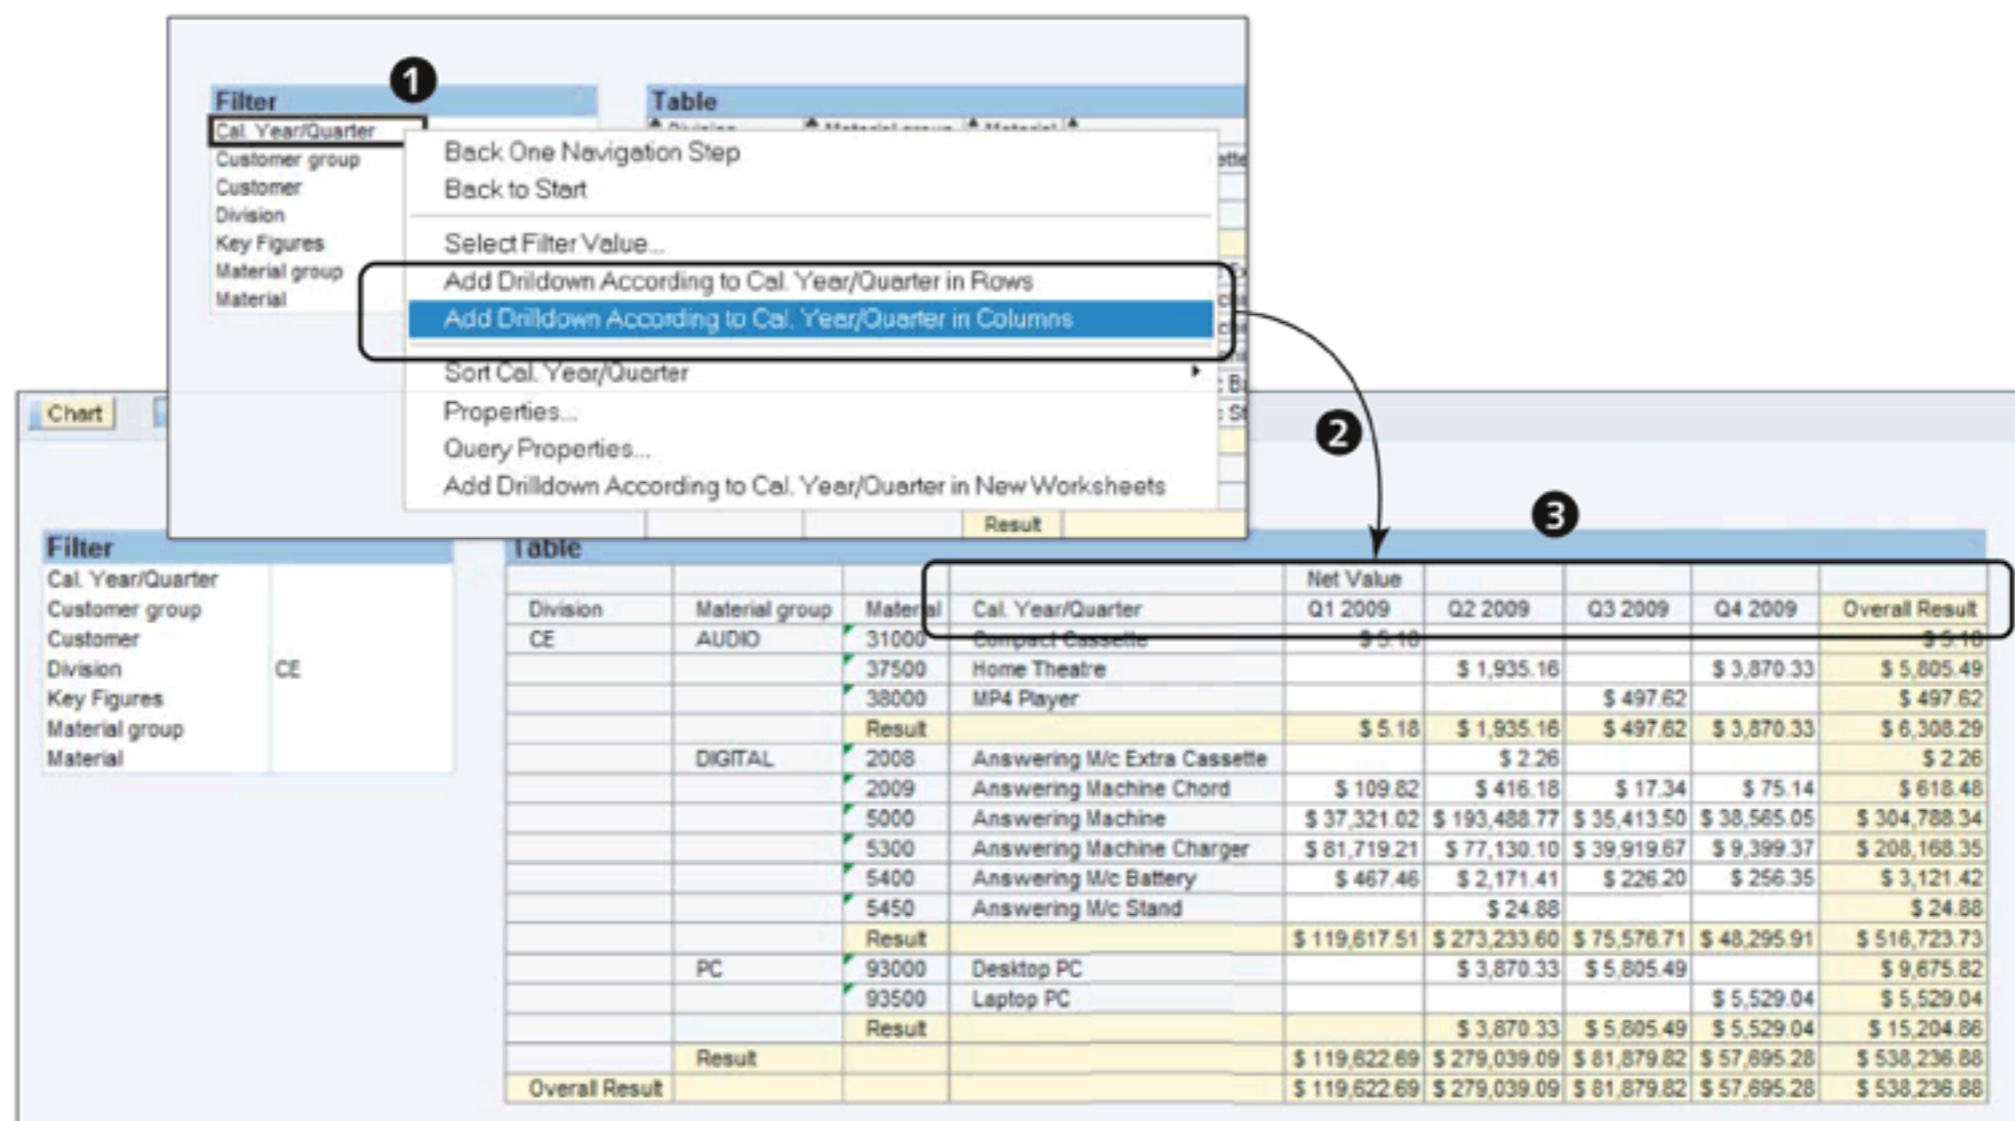 1
Filter
Table
Cal. Year/Quarter
Division Material group Material
Customer group
Customer
Division
Key Figures
Material group
Material
Back One Navigation Step
Back to Start
Select Filter Value...
Add Drilldown According to Cal. Year/Quarter in Rows
Add Drilldown According to Cal. Year/Quarter in Columns
Sort Cal. Year/Quarter
Properties...
Query Properties...
Add Drilldown According to Cal. Year/Quarter in New Worksheets
Result
2
3
Chart
Filter
Cal. Year/Quarter
Customer group
Customer
Division CE
Key Figures
Material group
Material
Table
Net Value
Division Material group Material Cal. Year/Quarter Q1 2009 Q2 2009 Q3 2009 Q4 2009 Overall Result
CE AUDIO 31000 Compact Cassette $ 5.18 $ 5.18
37500 Home Theatre $ 1,935.16 $ 3,870.33 $ 5,805.49
38000 MP4 Player $ 497.62 $ 497.62
Result $ 5.18 $ 1,935.16 $ 497.62 $ 3,870.33 $ 6,308.29
DIGITAL 2008 Answering M/c Extra Cassette $ 2.26 $ 2.26
2009 Answering Machine Chord $ 109.82 $ 416.18 $ 17.34 $ 75.14 $ 618.48
5000 Answering Machine $ 37,321.02 $ 193,488.77 $ 35,413.50 $ 38,565.05 $ 304,788.34
5300 Answering Machine Charger $ 81,719.21 $ 77,130.10 $ 39,919.67 $ 9,399.37 $ 208,168.35
5400 Answering M/c Battery $ 467.46 $ 2,171.41 $ 226.20 $ 256.35 $ 3,121.42
5450 Answering M/c Stand $ 24.88 $ 24.88
Result $ 119,617.51 $ 273,233.60 $ 75,576.71 $ 48,295.91 $ 516,723.73
PC 93000 Desktop PC $ 3,870.33 $ 5,805.49 $ 9,675.82
93500 Laptop PC $ 5,529.04 $ 5,529.04
Result $ 3,870.33 $ 5,805.49 $ 5,529.04 $ 15,204.86
Result $ 119,622.69 $ 279,039.09 $ 81,879.82 $ 57,695.28 $ 538,236.88
Overall Result $ 119,622.69 $ 279,039.09 $ 81,879.82 $ 57,695.28 $ 538,236.88